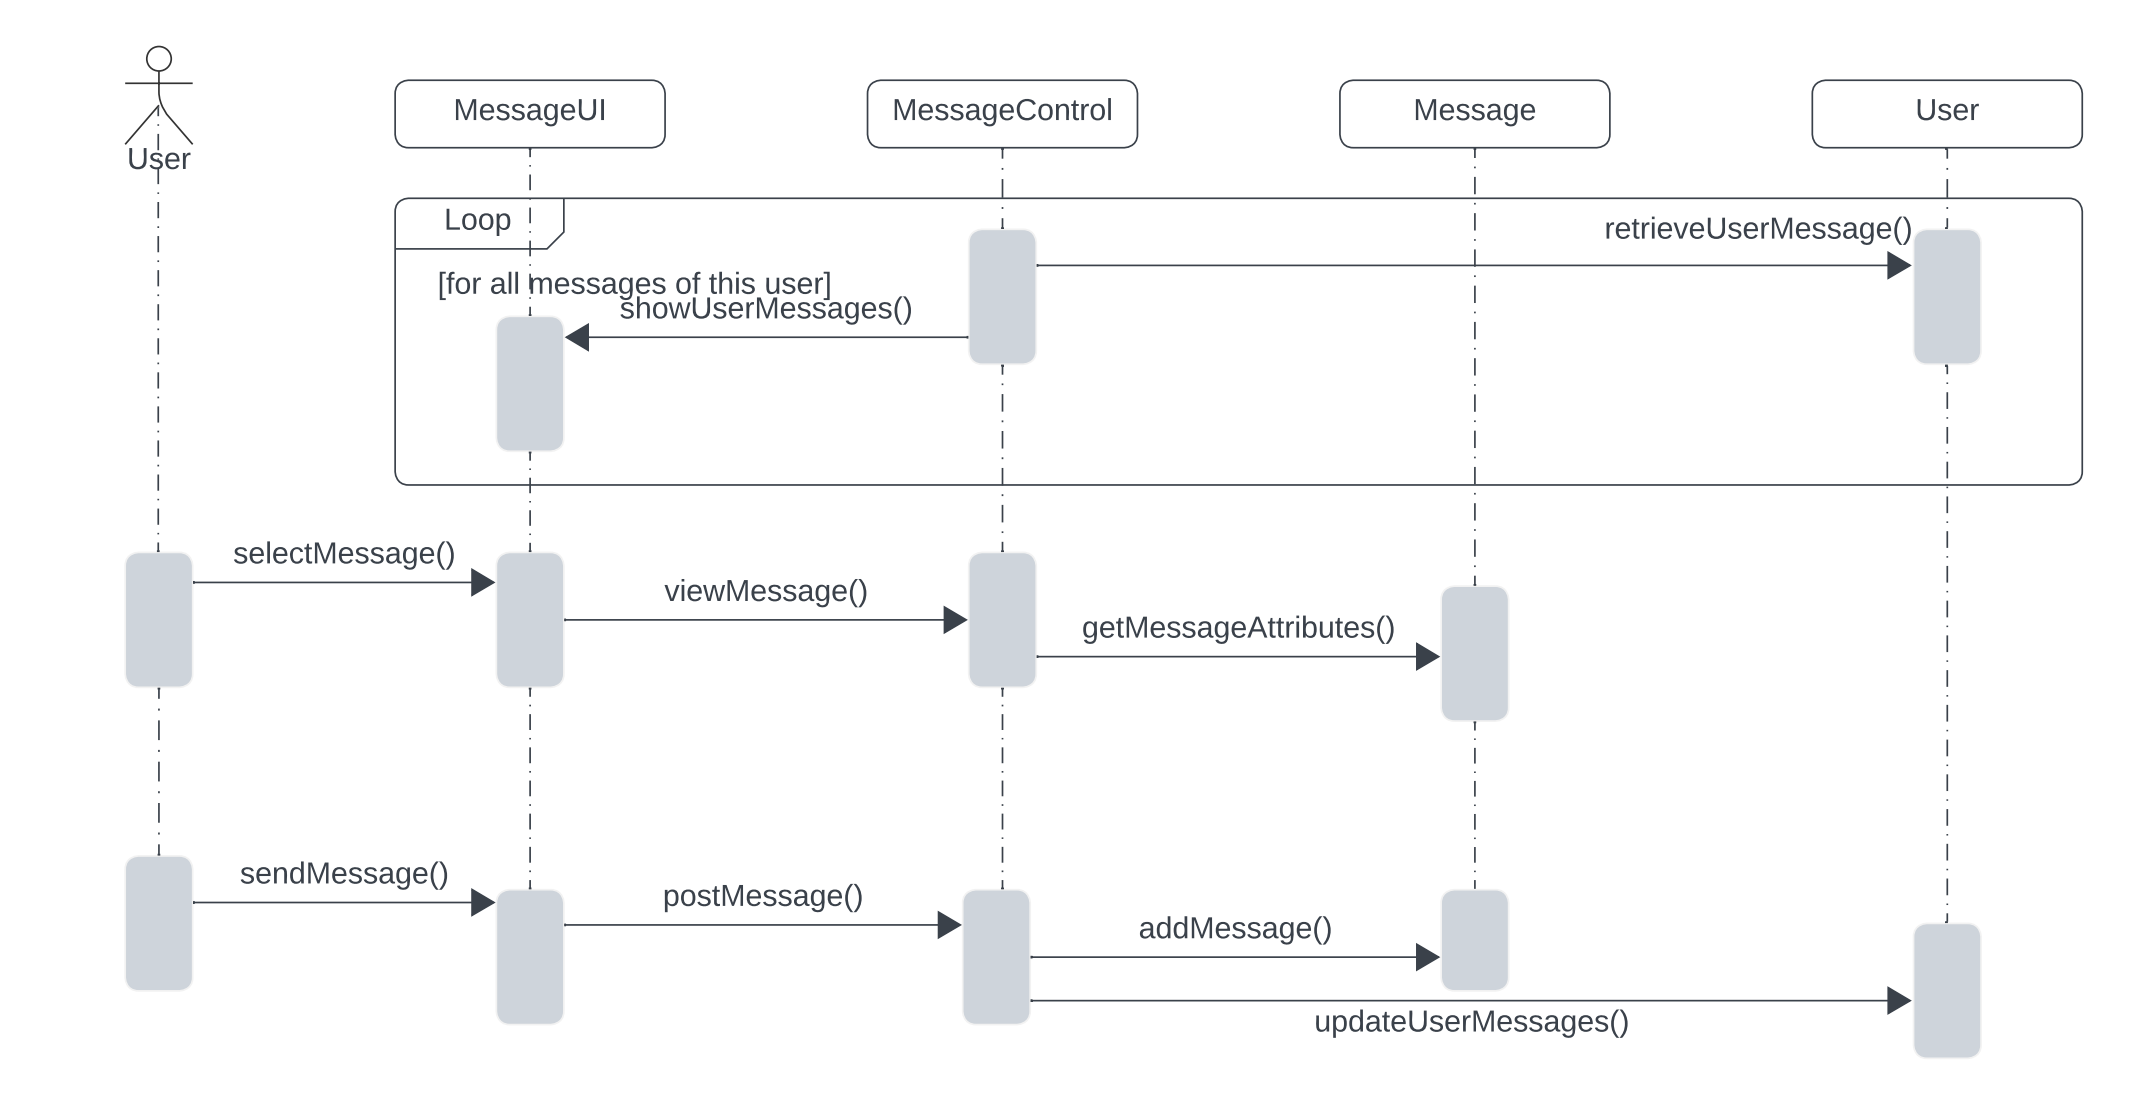 User
MessageUI
MessageControl
Message
User
Loop
retrieveUserMessage()
[for all messages of this user]
showUserMessages()
selectMessage()
viewMessage()
getMessageAttributes()
sendMessage()
postMessage()
addMessage()
updateUserMessages()